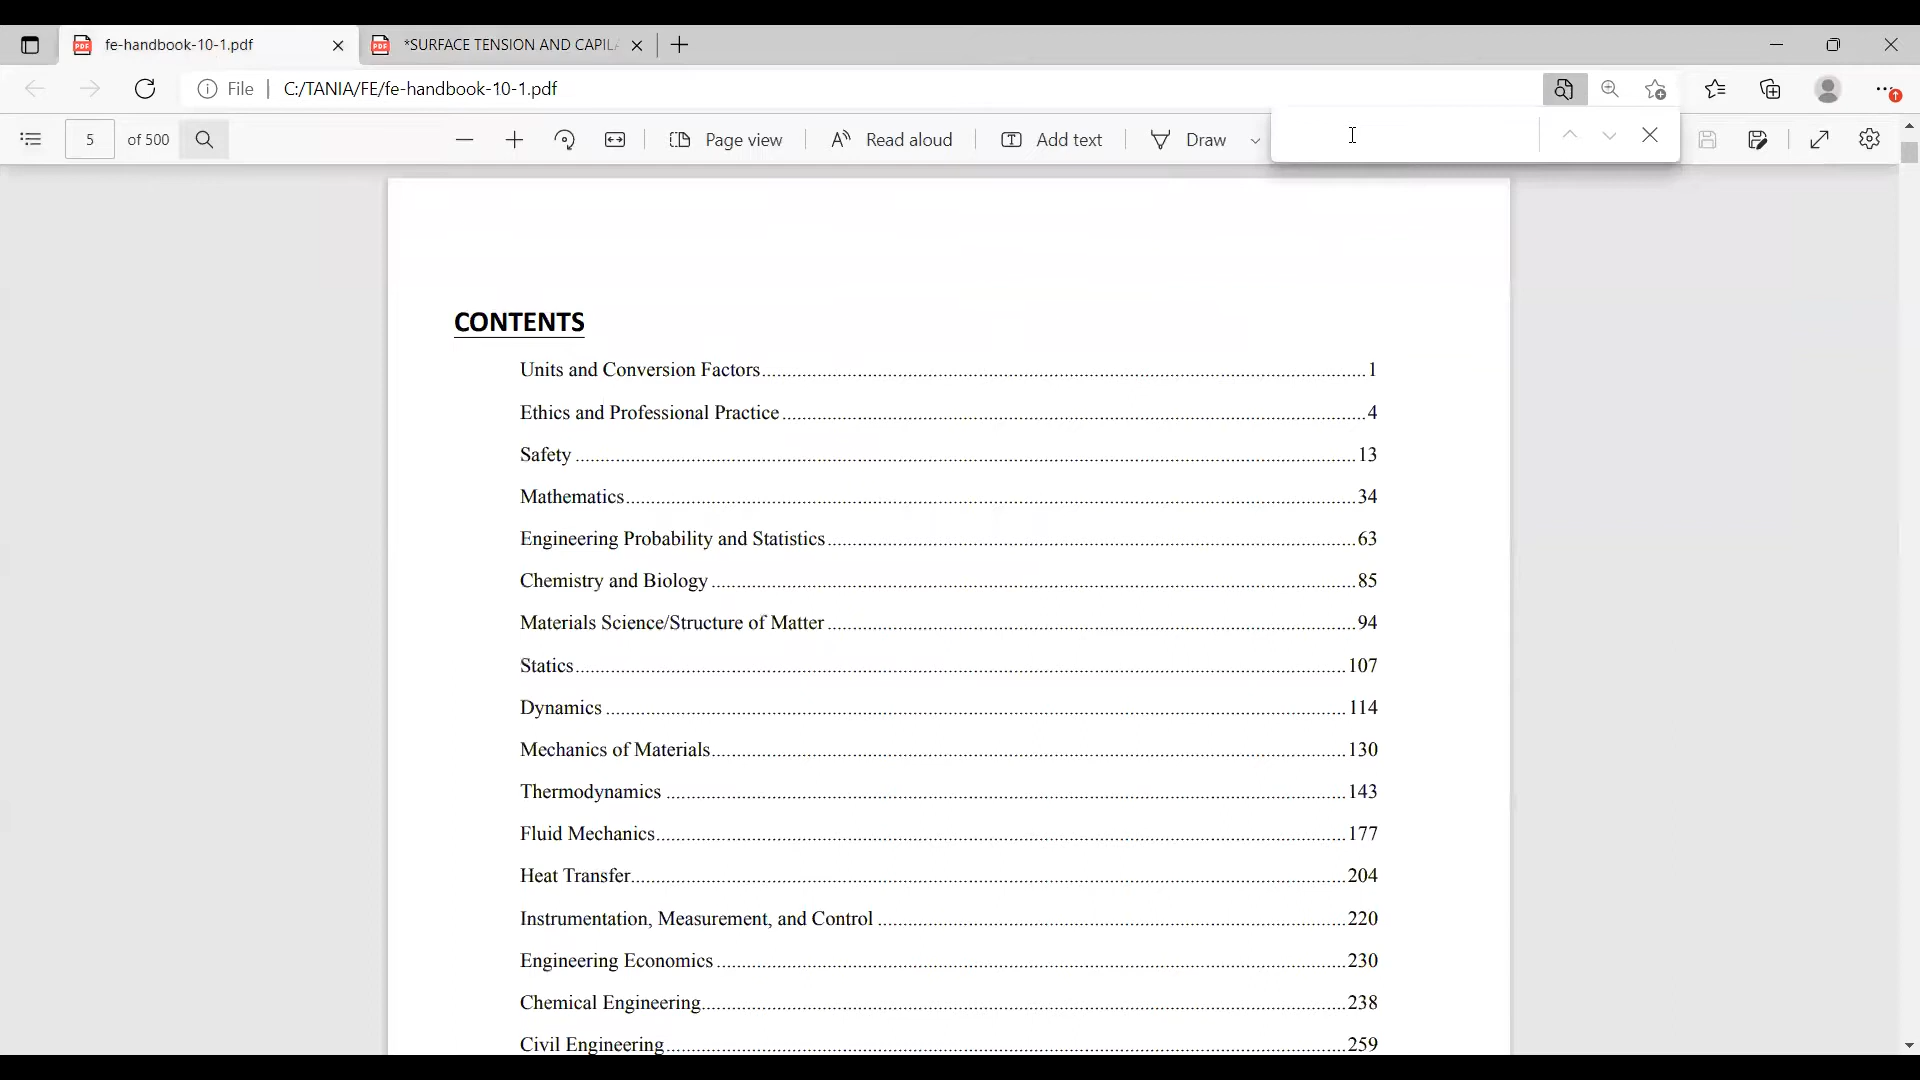 fe-handbook-10-1.pdf
*SURFACE TENSION AND CAPIL
File
C:/TANIA/FE/fe-handbook-10-1.pdf
5 of 500
Page view
Read aloud
Add text
Draw
CONTENTS
Units and Conversion Factors 1
Ethics and Professional Practice 4
Safety 13
Mathematics 34
Engineering Probability and Statistics 63
Chemistry and Biology 85
Materials Science/Structure of Matter 94
Statics 107
Dynamics 114
Mechanics of Materials 130
Thermodynamics 143
Fluid Mechanics 177
Heat Transfer 204
Instrumentation, Measurement, and Control 220
Engineering Economics 230
Chemical Engineering 238
Civil Engineering 259